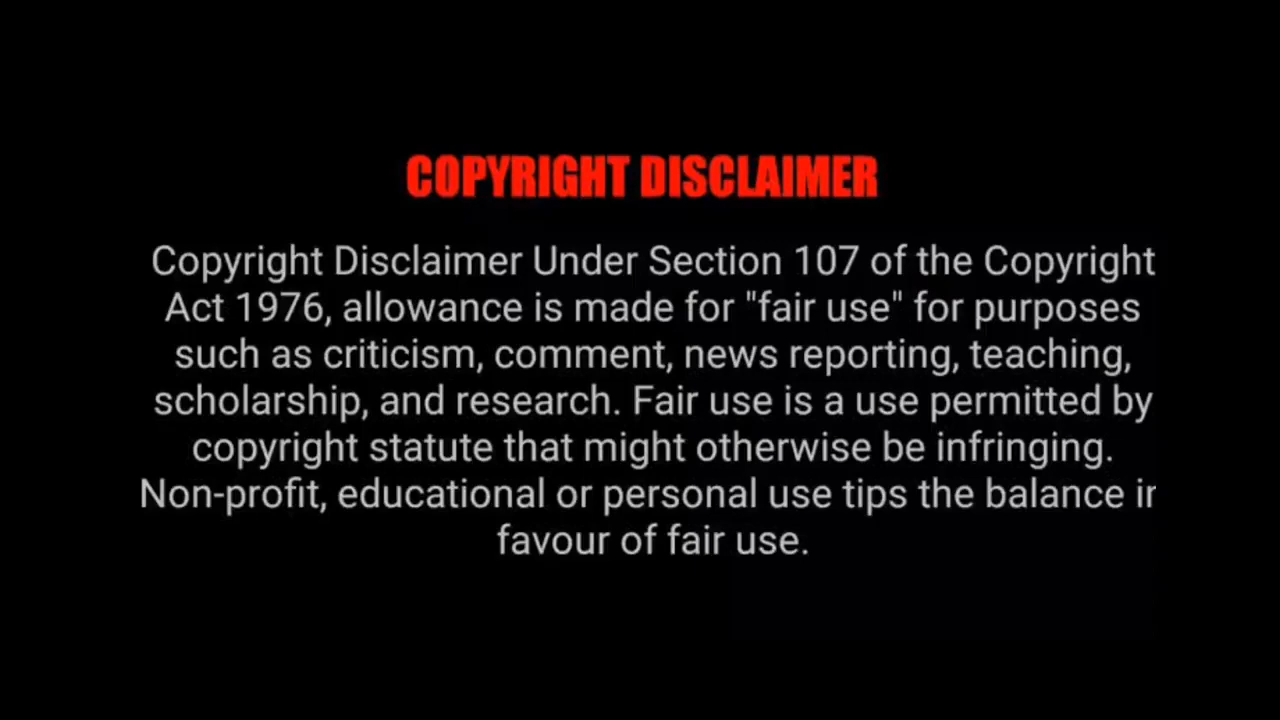 COPYRIGHT DISCLAIMER
Copyright Disclaimer Under Section 107 of the Copyright
Act 1976, allowance is made for "fair use" for purposes
such as criticism, comment, news reporting, teaching,
scholarship, and research. Fair use is a use permitted by
copyright statute that might otherwise be infringing.
Non-profit, educational or personal use tips the balance in
favour of fair use.